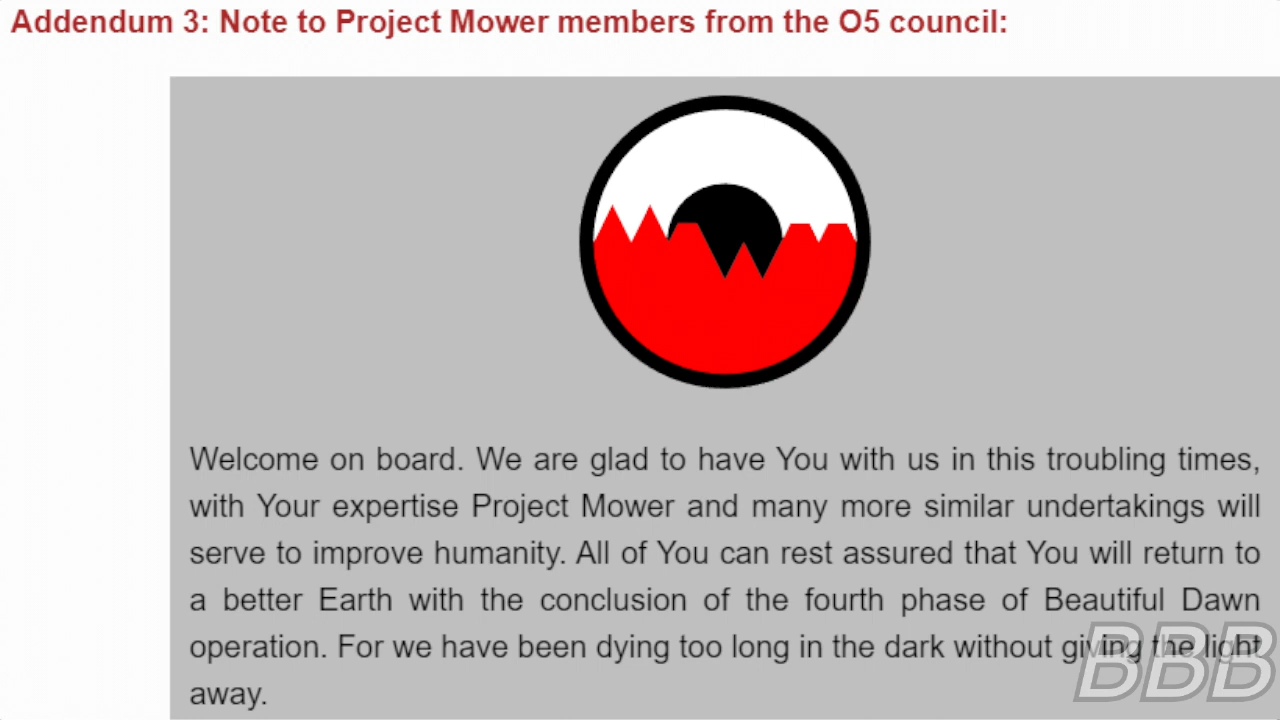 Addendum 3: Note to Project Mower members from the O5 council:
Welcome on board. We are glad to have You with us in this troubling times,
with Your expertise Project Mower and many more similar undertakings will
serve to improve humanity. All of You can rest assured that You will return to
a better Earth with the conclusion of the fourth phase of Beautiful Dawn
operation. For we have been dying too long in the dark without giving the light
away.
BBB